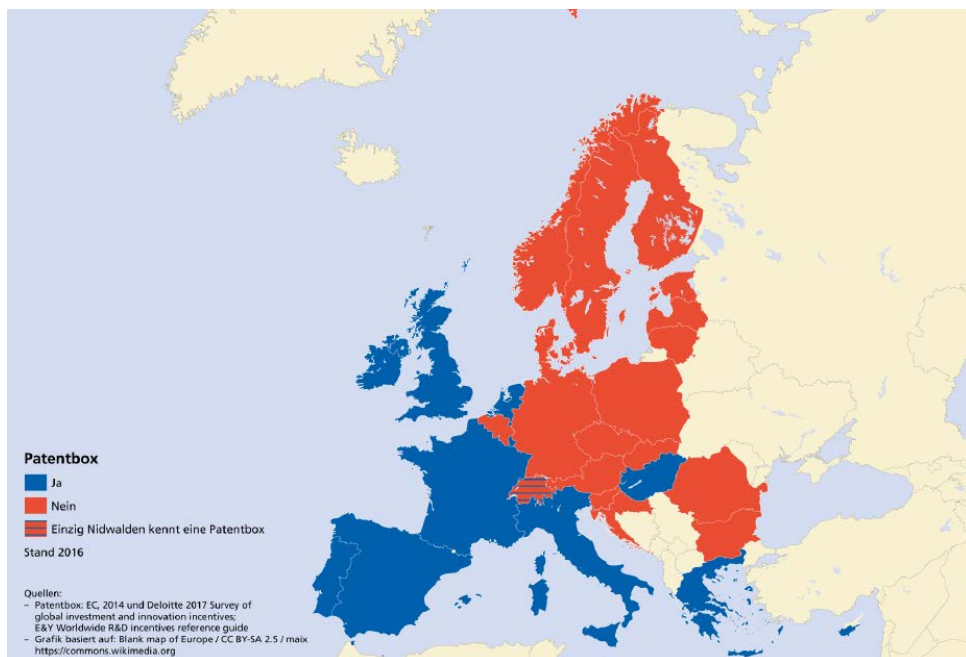 Patentbox
Ja
Nein
Einzig Nidwalden kennt eine Patentbox
Stand 2016
Quellen:
– Patentbox: EC, 2014 und Deloitte 2017 Survey of
global investment and innovation incentives;
E&Y Worldwide R&D incentives reference guide
– Grafik basiert auf: Blank map of Europe / CC BY-SA 2.5 / maix
https://commons.wikimedia.org